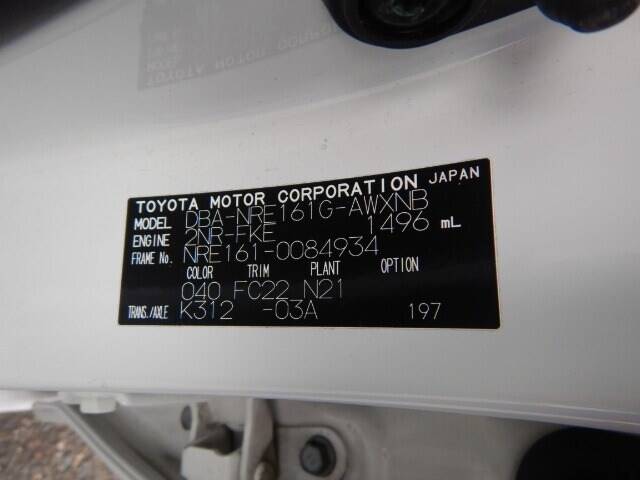 TOYOTA MOTOR CORPORATION JAPAN
MODEL DBA-NRE161G-AWXNB
ENGINE 2NR-FKE 1496 mL
FRAME No. NRE161-0084934
COLOR TRIM PLANT OPTION
040 FC22 N21
TRANS./AXLE K312 -03A 197